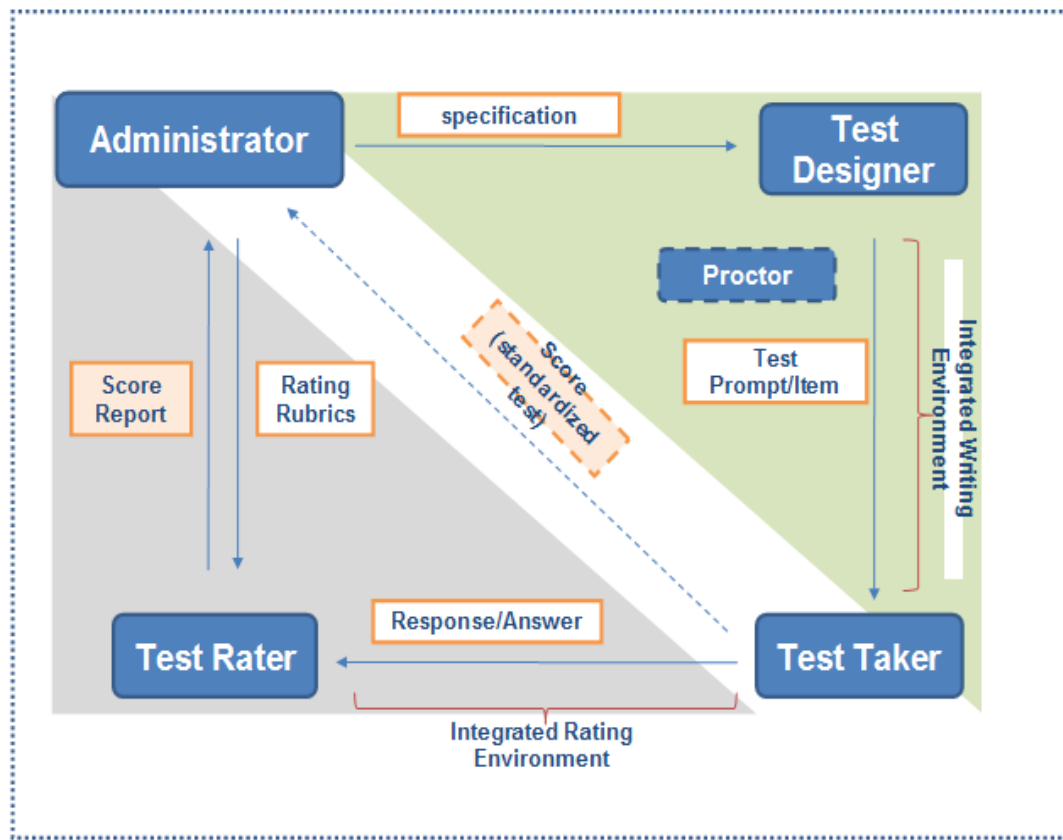 specification
Administrator
Test
Designer
Proctor
Score
(standardized
test)
Test
Prompt/Item
Integrated Writing
Environment
Score
Report
Rating
Rubrics
Response/Answer
Test Rater
Test Taker
Integrated Rating
Environment